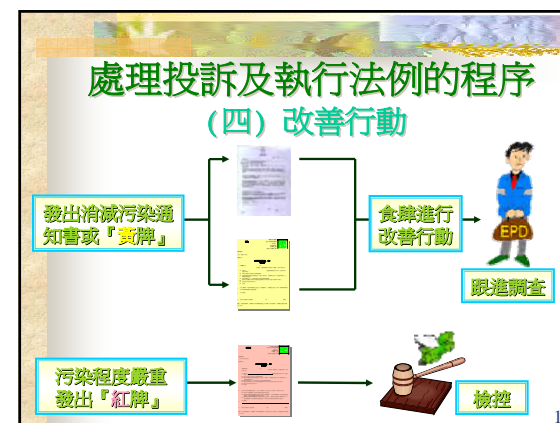 處理投訴及執行法例的程序
(四) 改善行動
發出消減污染通
知書或『黃牌』
食肆進行
改善行動
EPD
跟進調查
污染程度嚴重
發出『紅牌』
檢控